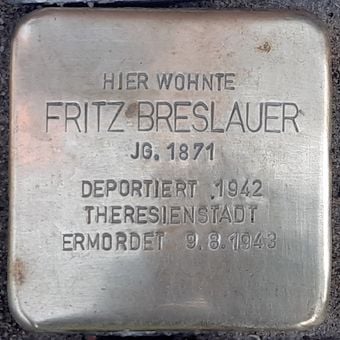 HIER WOHNTE
FRITZ BRESLAUER
JG. 1871
DEPORTIERT 1942
THERESIENSTADT
ERMORDET 9.8.1943